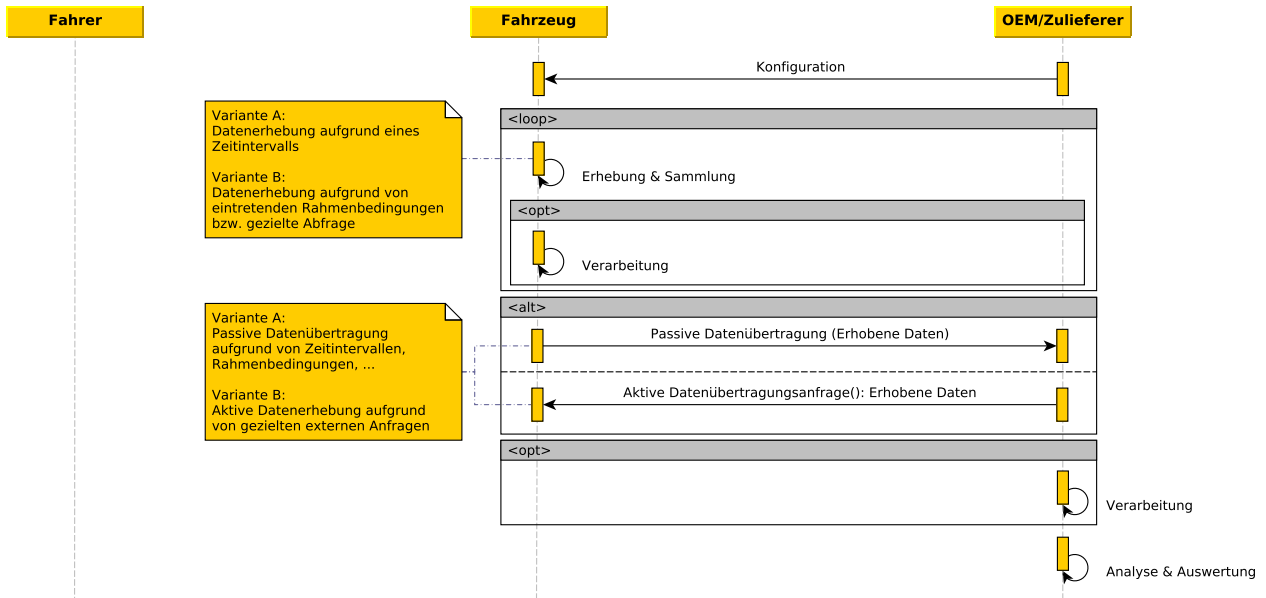 Fahrer
Fahrzeug
OEM/Zulieferer
Konfiguration
Variante A:
Datenerhebung aufgrund eines
Zeitintervalls
Variante B:
Datenerhebung aufgrund von
eintretenden Rahmenbedingungen
bzw. gezielte Abfrage
<loop>
Erhebung & Sammlung
<opt>
Verarbeitung
<alt>
Variante A:
Passive Datenübertragung
aufgrund von Zeitintervallen,
Rahmenbedingungen, ...
Variante B:
Aktive Datenerhebung aufgrund
von gezielten externen Anfragen
Passive Datenübertragung (Erhobene Daten)
Aktive Datenübertragungsanfrage(): Erhobene Daten
<opt>
Verarbeitung
Analyse & Auswertung